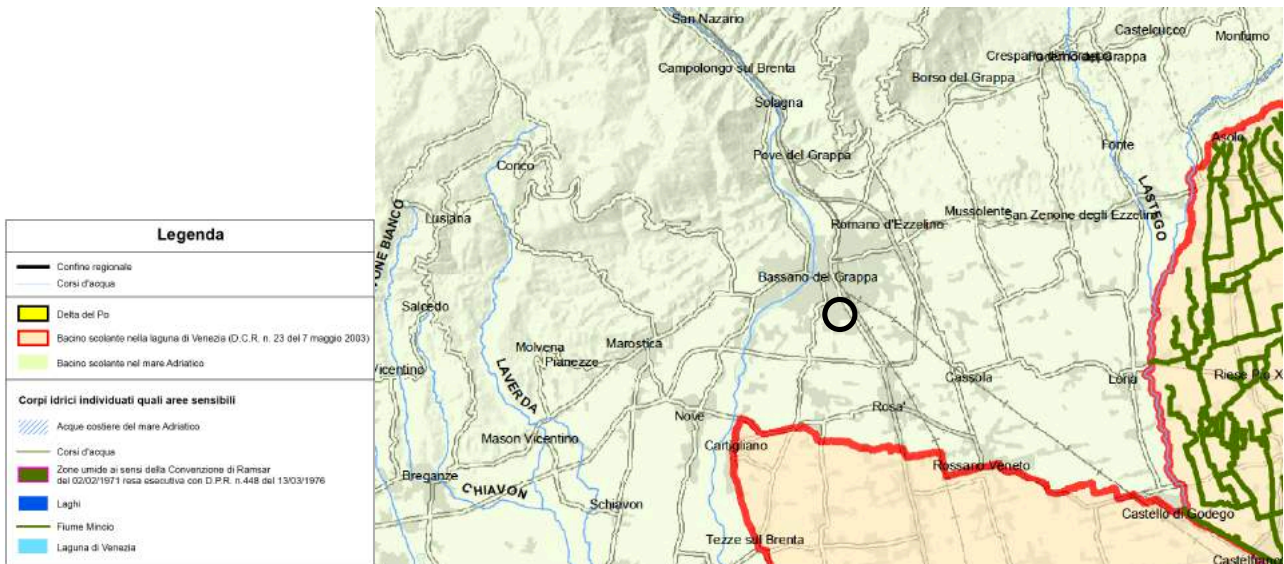 Legenda
Confine regionale
Corsi d'acqua
Delta del Po
Bacino scolante nella laguna di Venezia (D.C.R. n. 23 del 7 maggio 2003)
Bacino scolante nel mare Adriatico
Corpi idrici individuati quali aree sensibili
Acque costiere del mare Adriatico
Corsi d'acqua
Zone umide ai sensi della Convenzione di Ramsar
del 02/02/1971 resa esecutiva con D.P.R. n.448 del 13/03/1976
Laghi
Fiume Mincio
Laguna di Venezia
San Nazario
Castelcucco
Monfumo
Campolongo sul Brenta
Borso del Grappa
Solagna
Asolo
Fonte
Pove del Grappa
Conco
LASTEGO
Lusiana
Mussolente
San Zenone degli Ezzelini
Romano d'Ezzelino
ONE BIANCO
Bassano del Grappa
Salcedo
Molvena
Marostica
Pianezze
Vicentino
LAVERDA
Cassola
Loria
Riese Pio X
Rosa'
Nove
Mason Vicentino
Cartigliano
Rossano Veneto
Breganze
CHIAVON
Schiavon
Castello di Godego
Tezze sul Brenta
Castelfranc